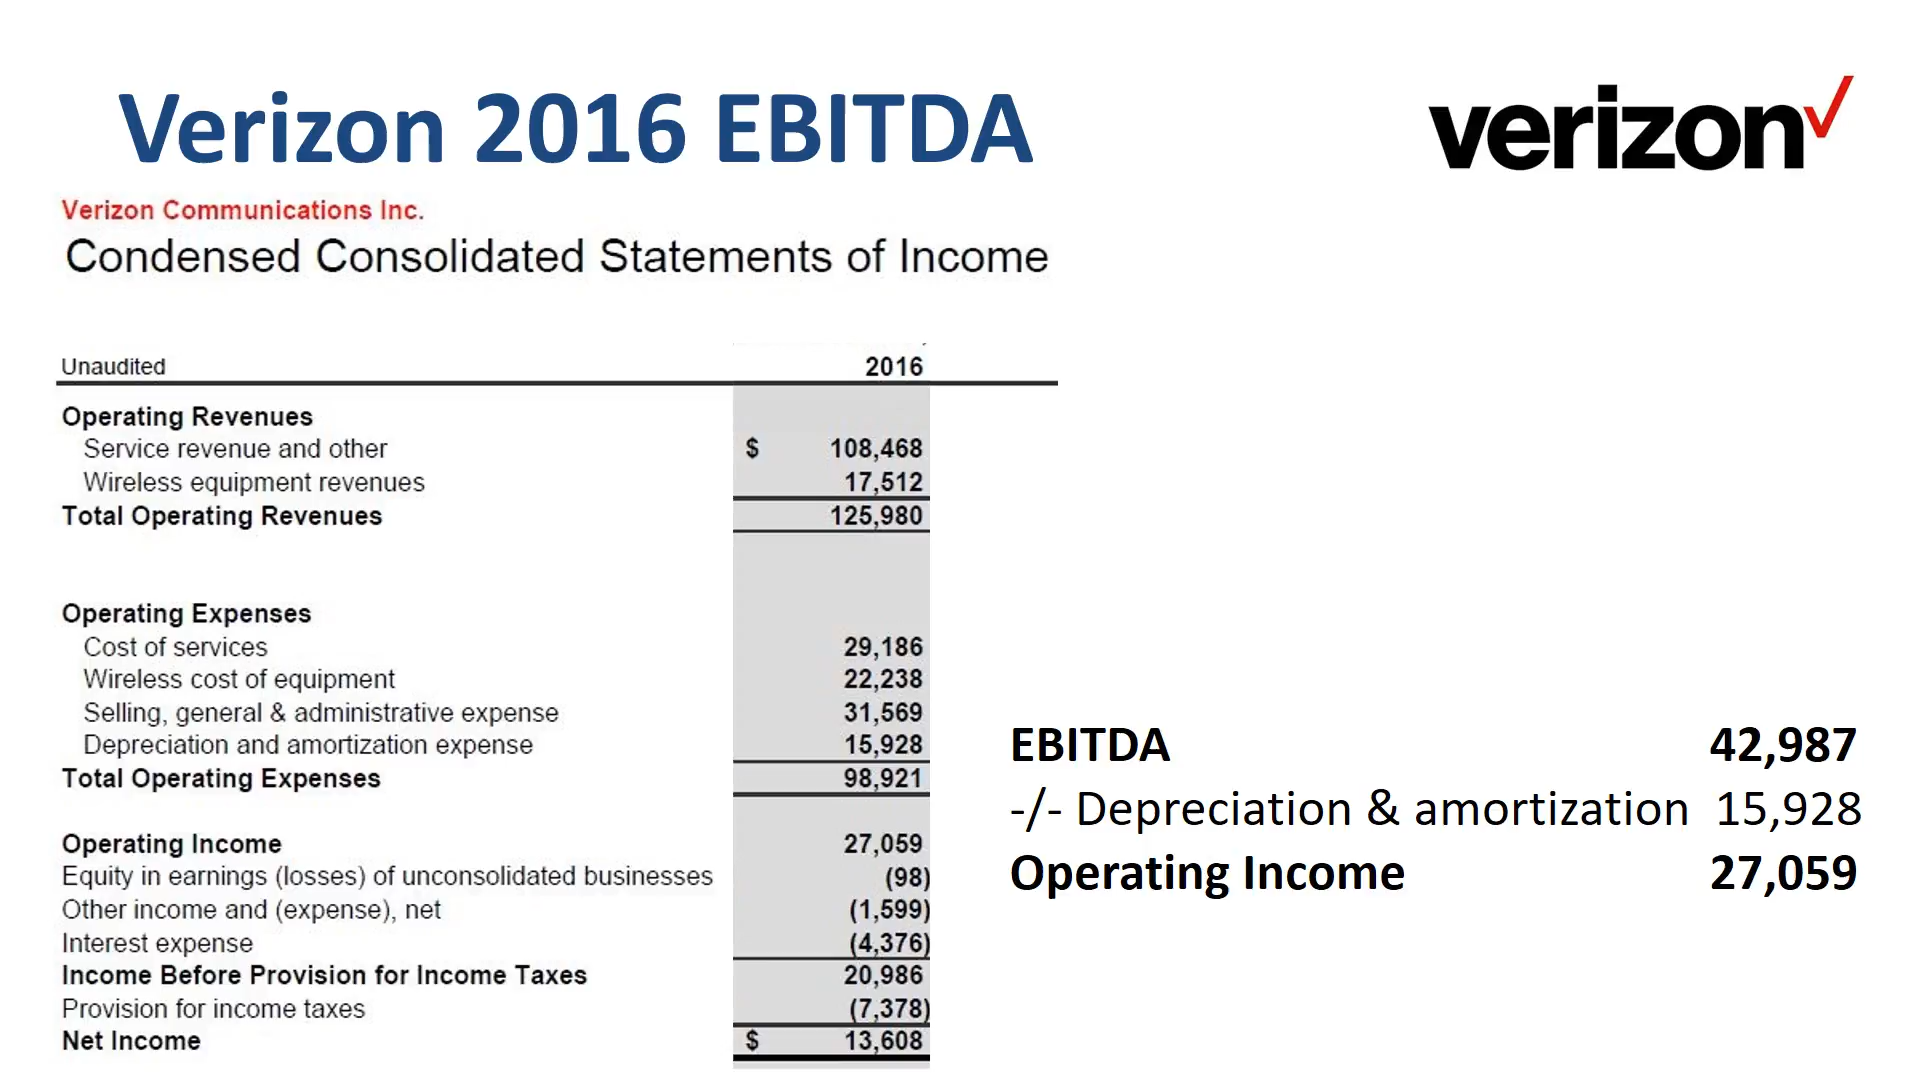 Verizon 2016 EBITDA
verizon
Verizon Communications Inc.
Condensed Consolidated Statements of Income
Unaudited 2016
Operating Revenues
Service revenue and other $ 108,468
Wireless equipment revenues 17,512
Total Operating Revenues 125,980
Operating Expenses
Cost of services 29,186
Wireless cost of equipment 22,238
Selling, general & administrative expense 31,569
Depreciation and amortization expense 15,928
Total Operating Expenses 98,921
Operating Income 27,059
Equity in earnings (losses) of unconsolidated businesses (98)
Other income and (expense), net (1,599)
Interest expense (4,376)
Income Before Provision for Income Taxes 20,986
Provision for income taxes (7,378)
Net Income $ 13,608
EBITDA 42,987
-/- Depreciation & amortization 15,928
Operating Income 27,059